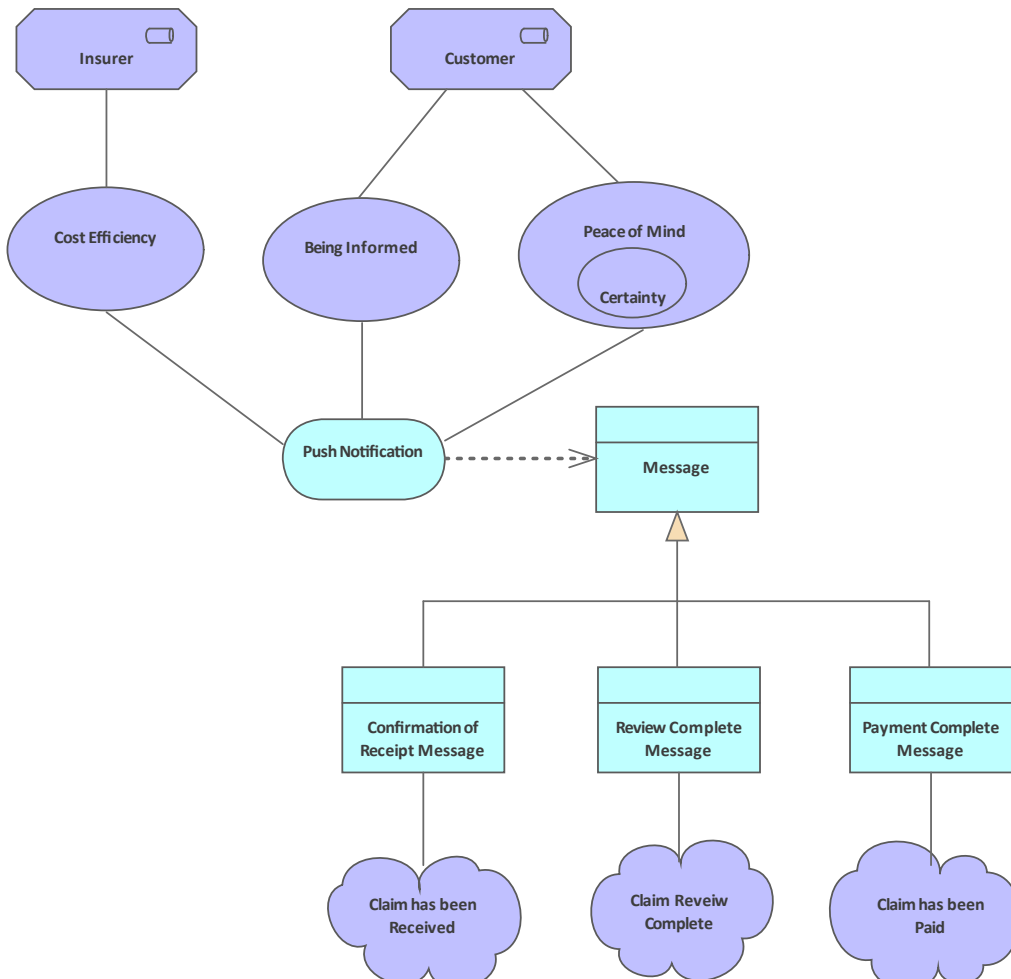 Insurer
Customer
Cost Efficiency
Being Informed
Peace of Mind
Certainty
Push Notification
Message
Confirmation of
Receipt Message
Review Complete
Message
Payment Complete
Message
Claim has been
Received
Claim Reveiw
Complete
Claim has been
Paid